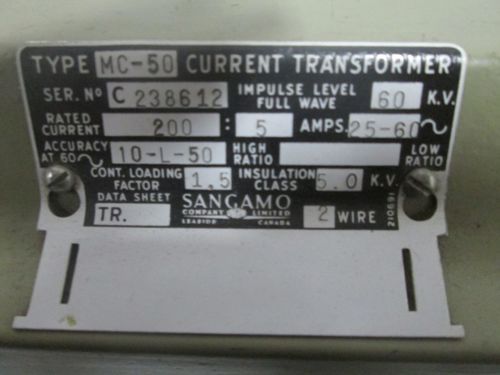 TYPE MC-50 CURRENT TRANSFORMER
SER. Nº C 238612 IMPULSE LEVEL FULL WAVE 60 K.V.
RATED CURRENT 200 : 5 AMPS. 25-60~
ACCURACY AT 60~ 10-L-50 HIGH RATIO LOW RATIO
CONT. LOADING FACTOR 1.5 INSULATION CLASS 5.0 K.V.
DATA SHEET TR. SANGAMO COMPANY LIMITED LEASIDE CANADA 2 WIRE
210691